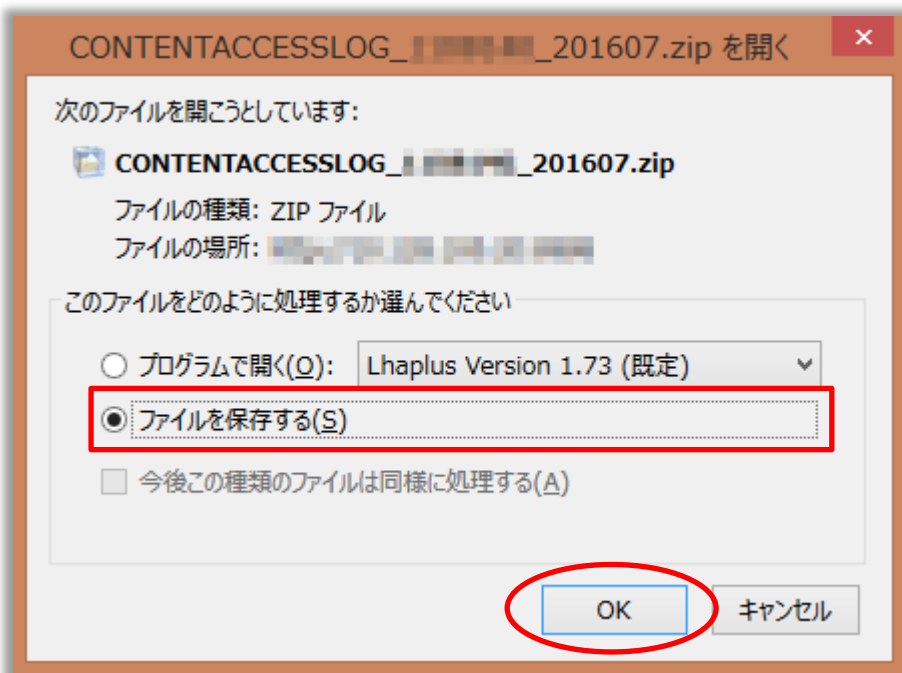 CONTENTACCESSLOG_ _201607.zip を開く
次のファイルを開こうとしています:
CONTENTACCESSLOG_ _201607.zip
ファイルの種類: ZIP ファイル
ファイルの場所:
このファイルをどのように処理するか選んでください
プログラムで開く(O): Lhaplus Version 1.73 (既定)
ファイルを保存する(S)
今後この種類のファイルは同様に処理する(A)
OK キャンセル